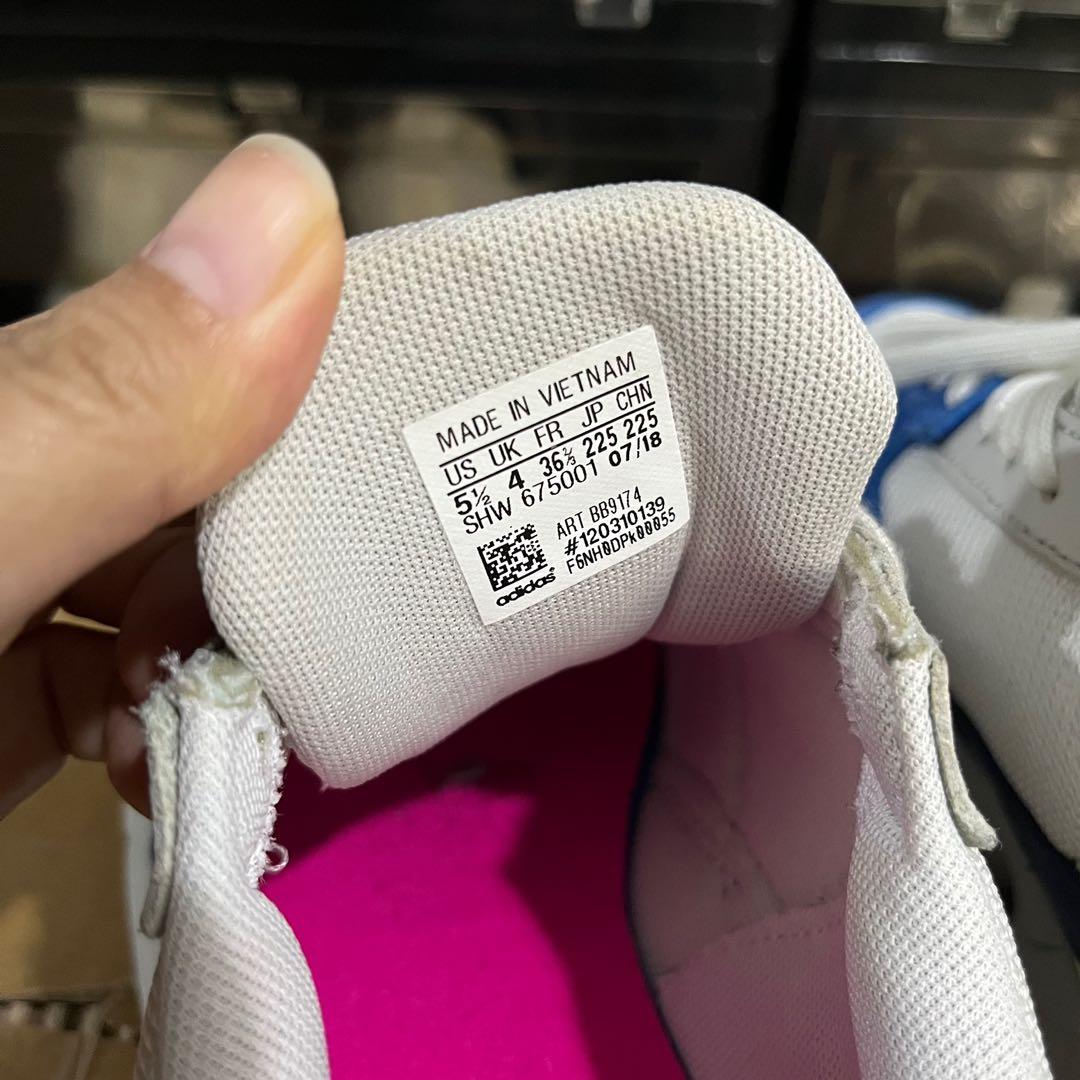 MADE IN VIETNAM
US UK FR JP CHN
5½ 4 36⅔ 225 225
SHW 675001 07/18
ART BB9174
#120310139
F6NH0DPk00055
adidas